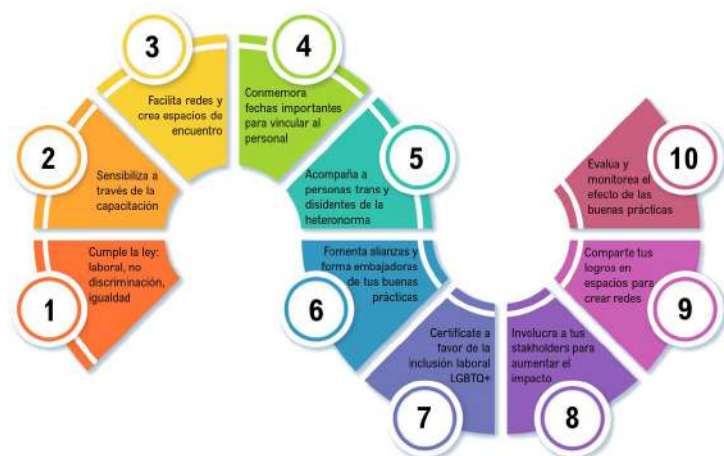 1
Cumple la ley:
laboral, no
discriminación,
igualdad
2
Sensibiliza a
través de la
capacitación
3
Facilita redes y
crea espacios de
encuentro
4
Conmemora
fechas importantes
para vincular al
personal
5
Acompaña a
personas trans y
disidentes de la
heteronorma
6
Fomenta alianzas y
forma embajadoras
de tus buenas
prácticas
7
Certifícate a
favor de la
inclusión laboral
LGBTQ+
8
Involucra a tus
stakholders para
aumentar el
impacto
9
Comparte tus
logros en
espacios para
crear redes
10
Evalúa y
monitorea el
efecto de las
buenas prácticas